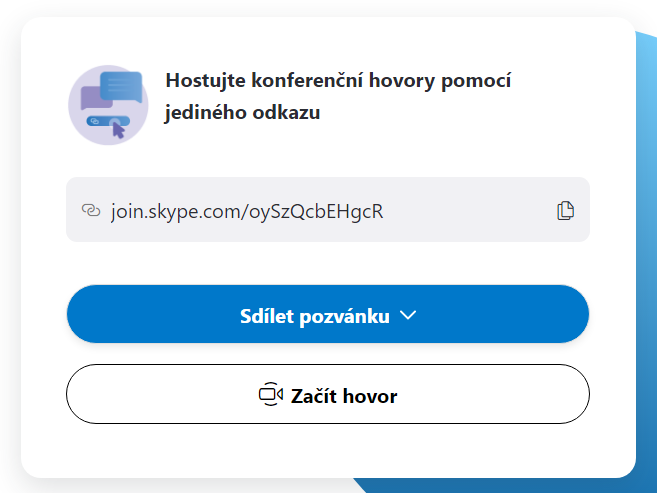 Hostujte konferenční hovory pomocí
jediného odkazu
join.skype.com/oySzQcbEHgcR
Sdílet pozvánku
Začít hovor